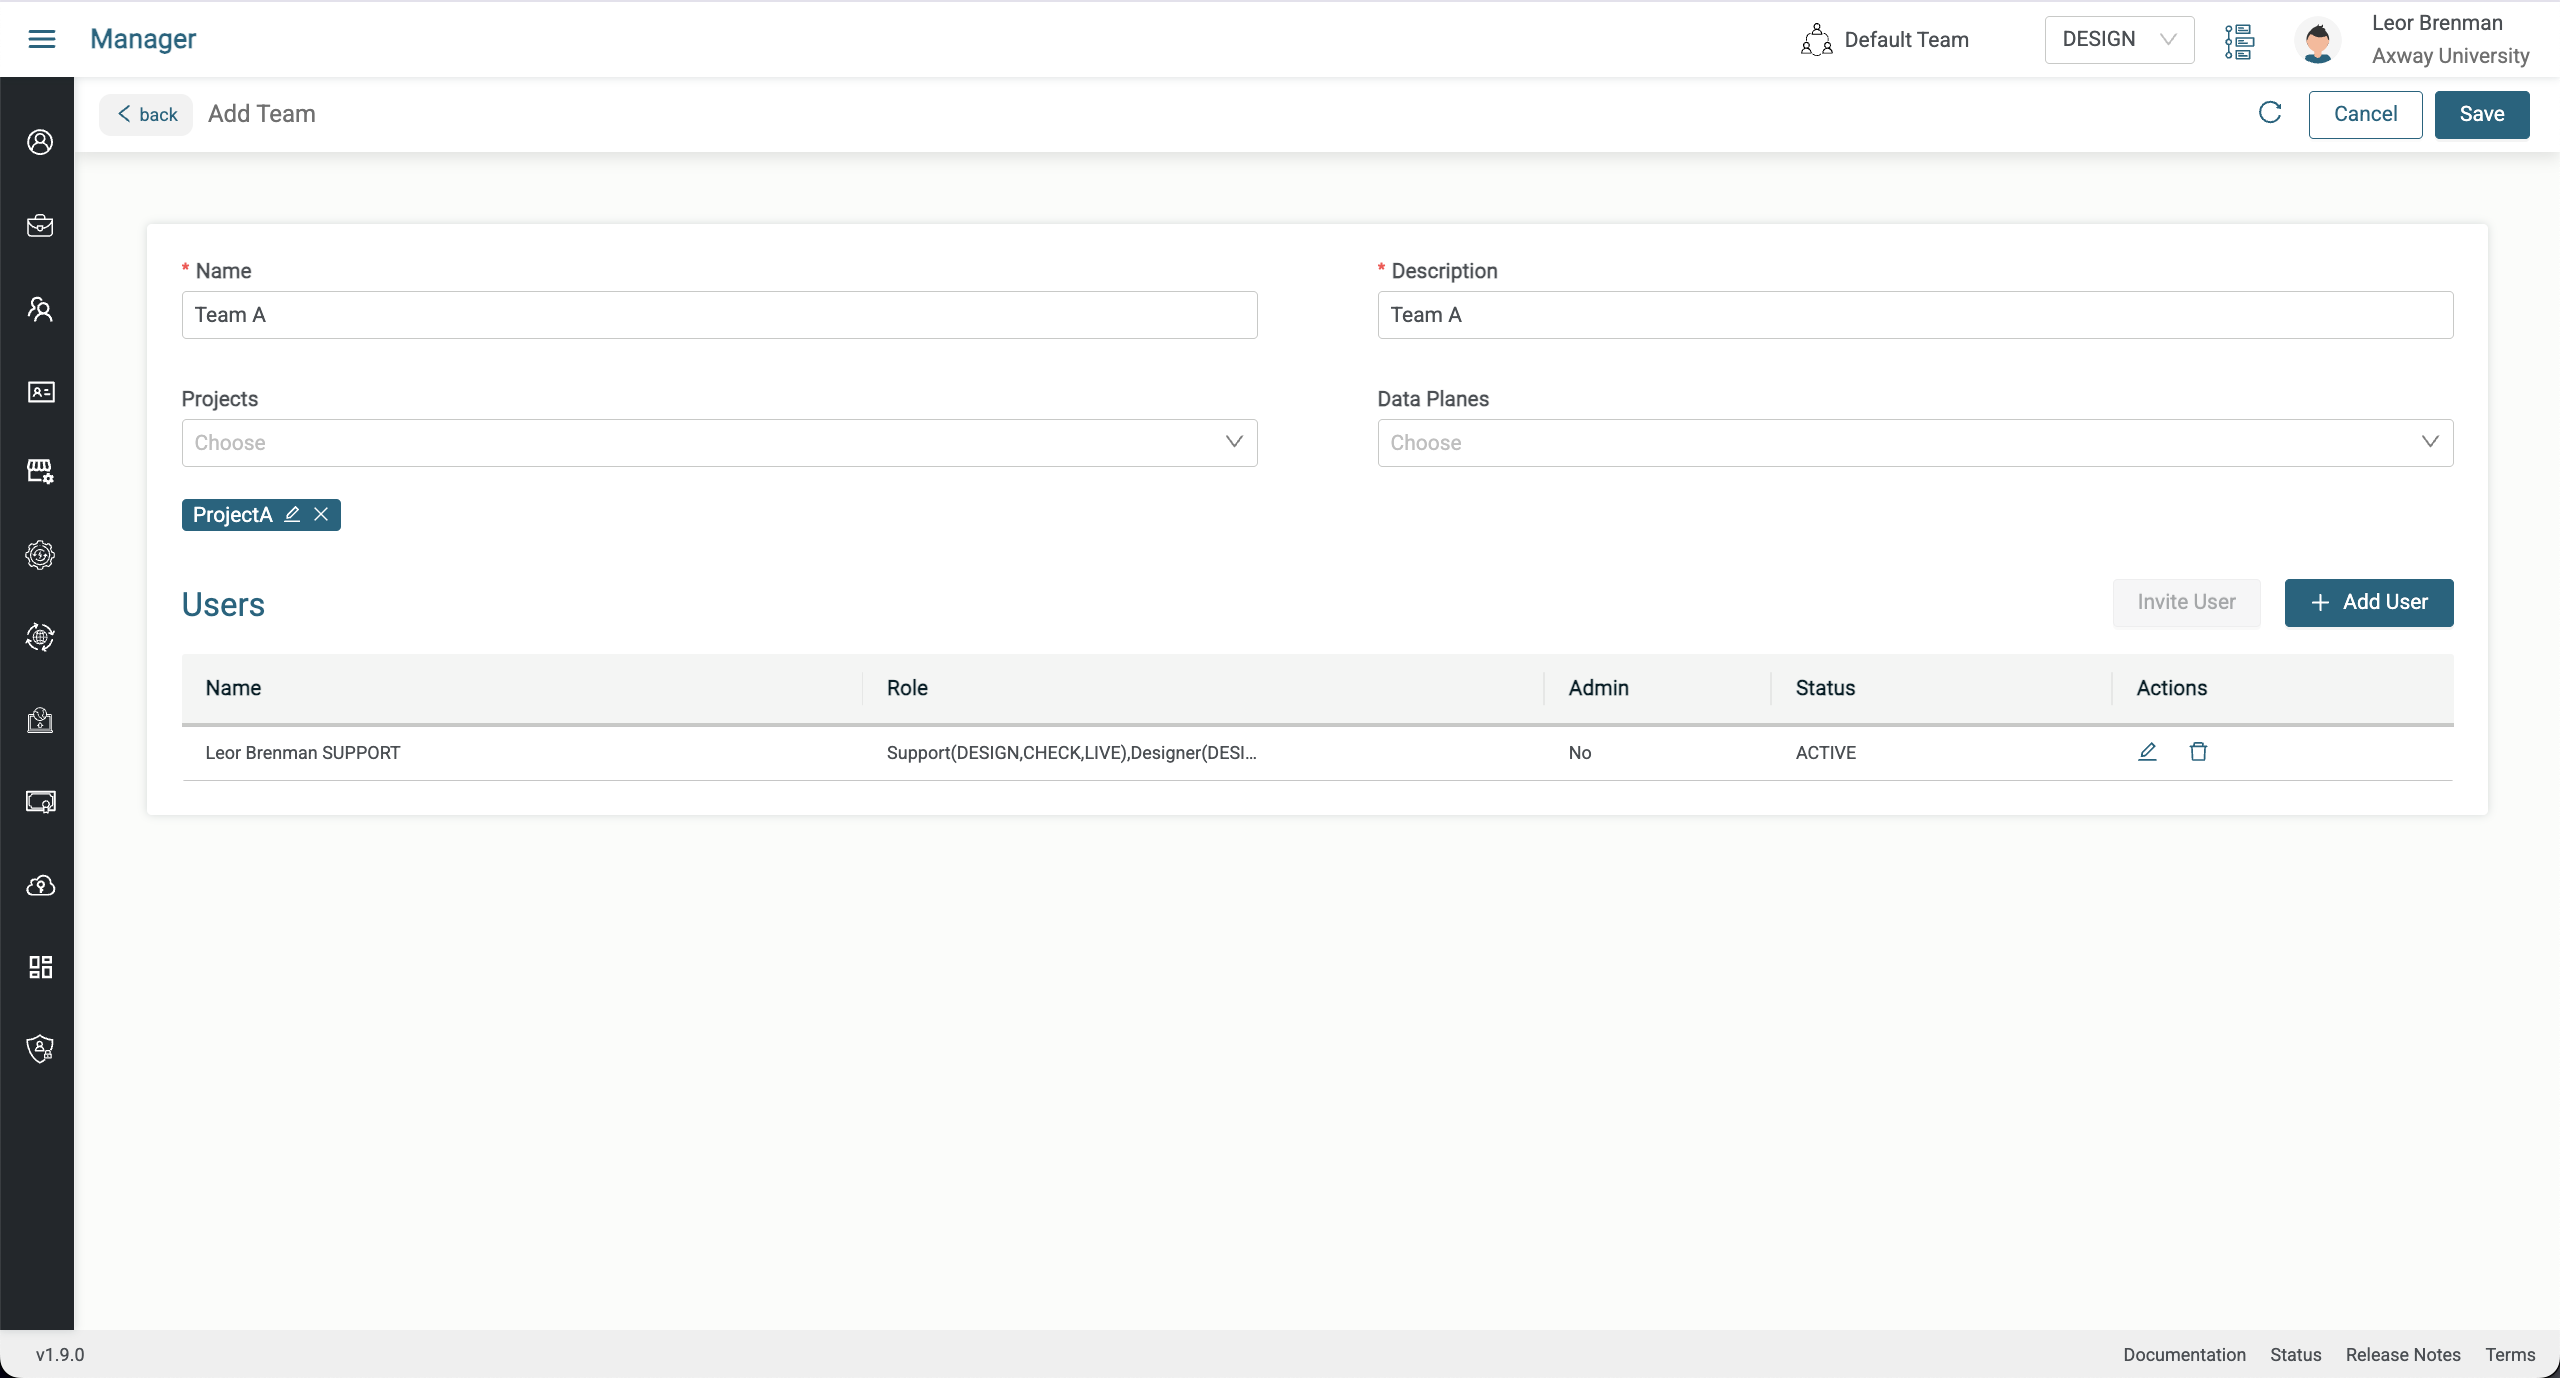 Manager
Default Team
DESIGN
Leor Brenman
Axway University
back
Add Team
Cancel
Save
* Name
* Description
Team A
Team A
Projects
Data Planes
Choose
Choose
ProjectA
Users
Invite User
Add User
Name Role Admin Status Actions
Leor Brenman SUPPORT Support(DESIGN,CHECK,LIVE),Designer(DESI... No ACTIVE
v1.9.0
Documentation Status Release Notes Terms